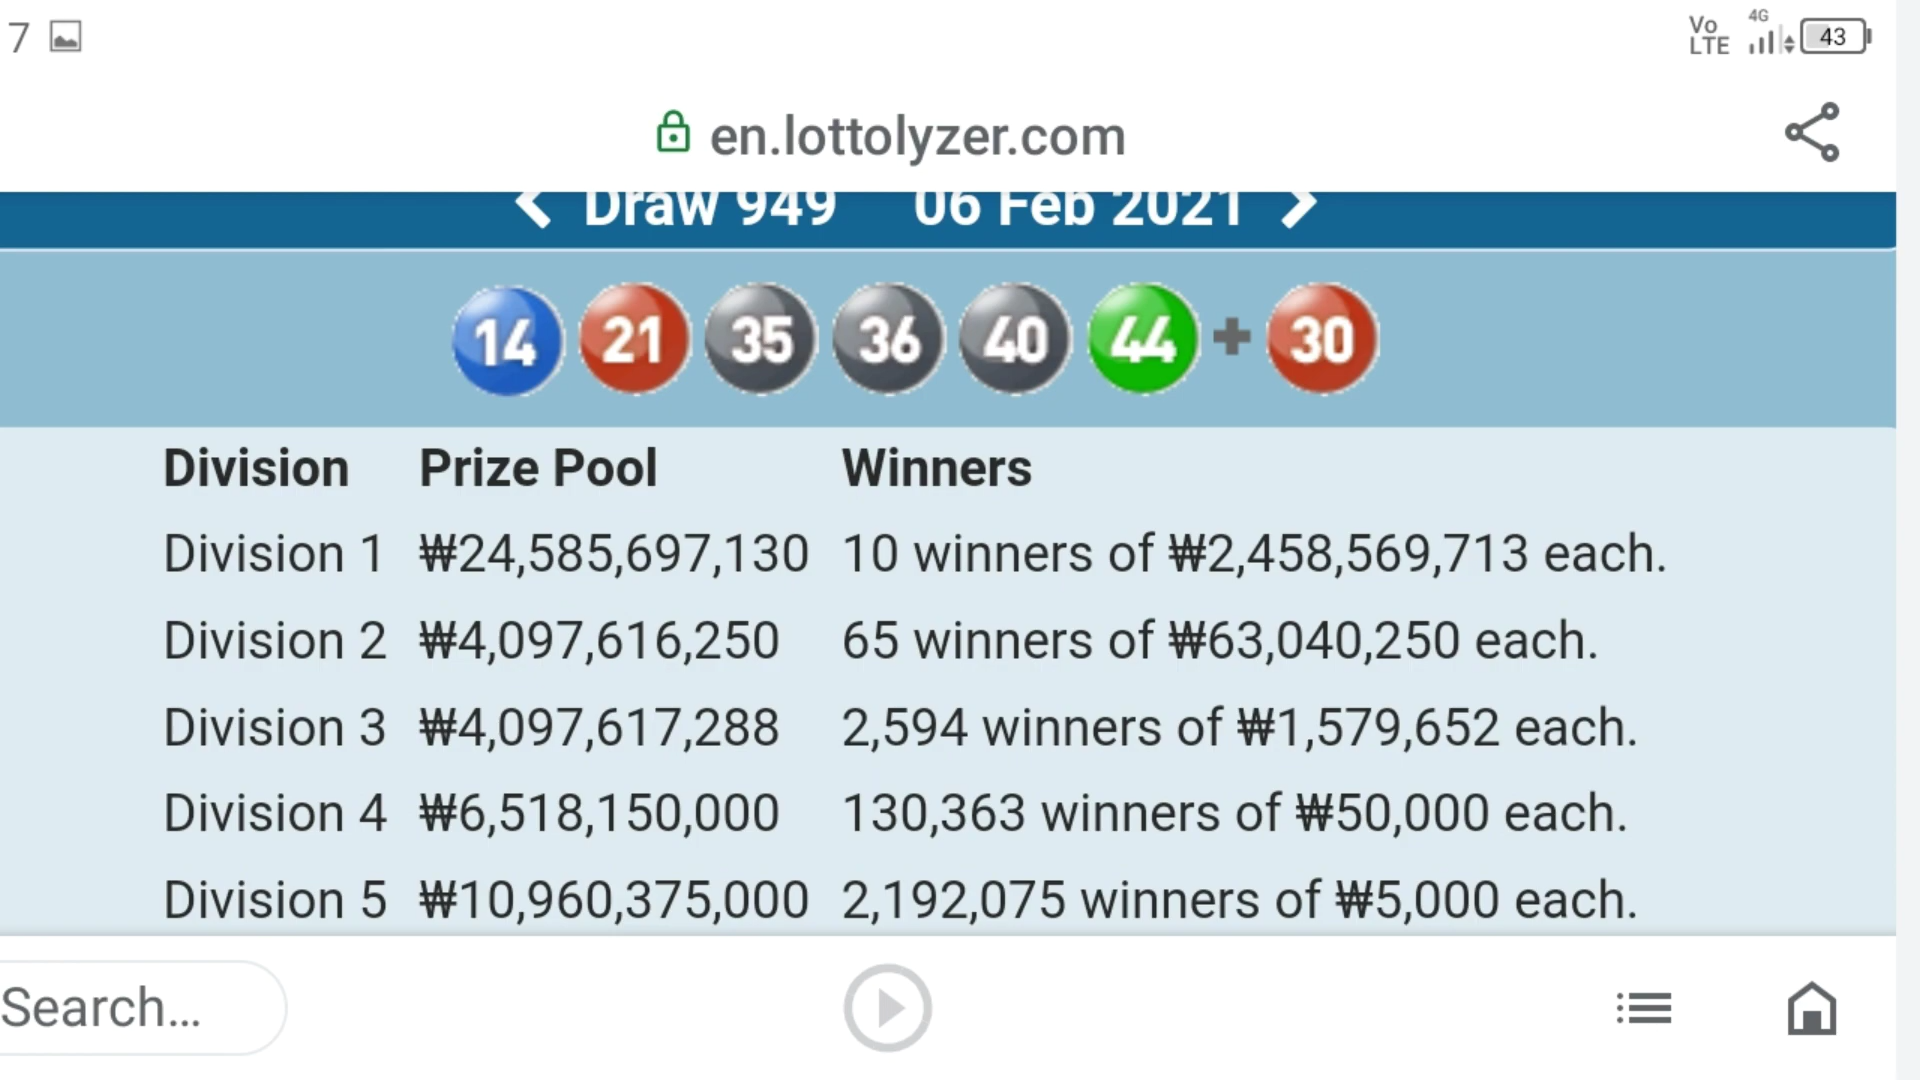 7 Vo LTE 4G 43
en.lottolyzer.com
Draw 949 06 Feb 2021
14 21 35 36 40 44 + 30
Division Prize Pool Winners
Division 1 ₩24,585,697,130 10 winners of ₩2,458,569,713 each.
Division 2 ₩4,097,616,250 65 winners of ₩63,040,250 each.
Division 3 ₩4,097,617,288 2,594 winners of ₩1,579,652 each.
Division 4 ₩6,518,150,000 130,363 winners of ₩50,000 each.
Division 5 ₩10,960,375,000 2,192,075 winners of ₩5,000 each.
Search...